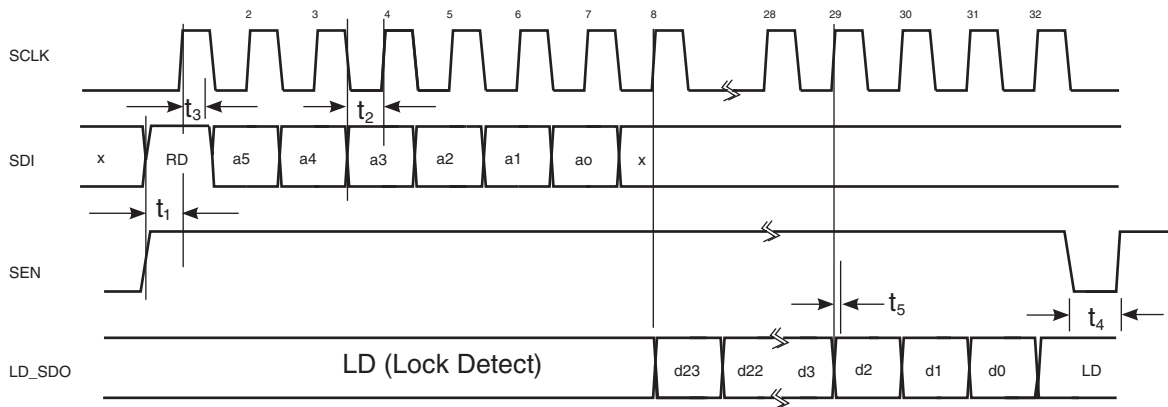 2 3 4 5 6 7 8 28 29 30 31 32
SCLK
t3 t2
SDI x RD a5 a4 a3 a2 a1 ao x
t1
SEN
t5 t4
LD_SDO LD (Lock Detect) d23 d22 d3 d2 d1 d0 LD